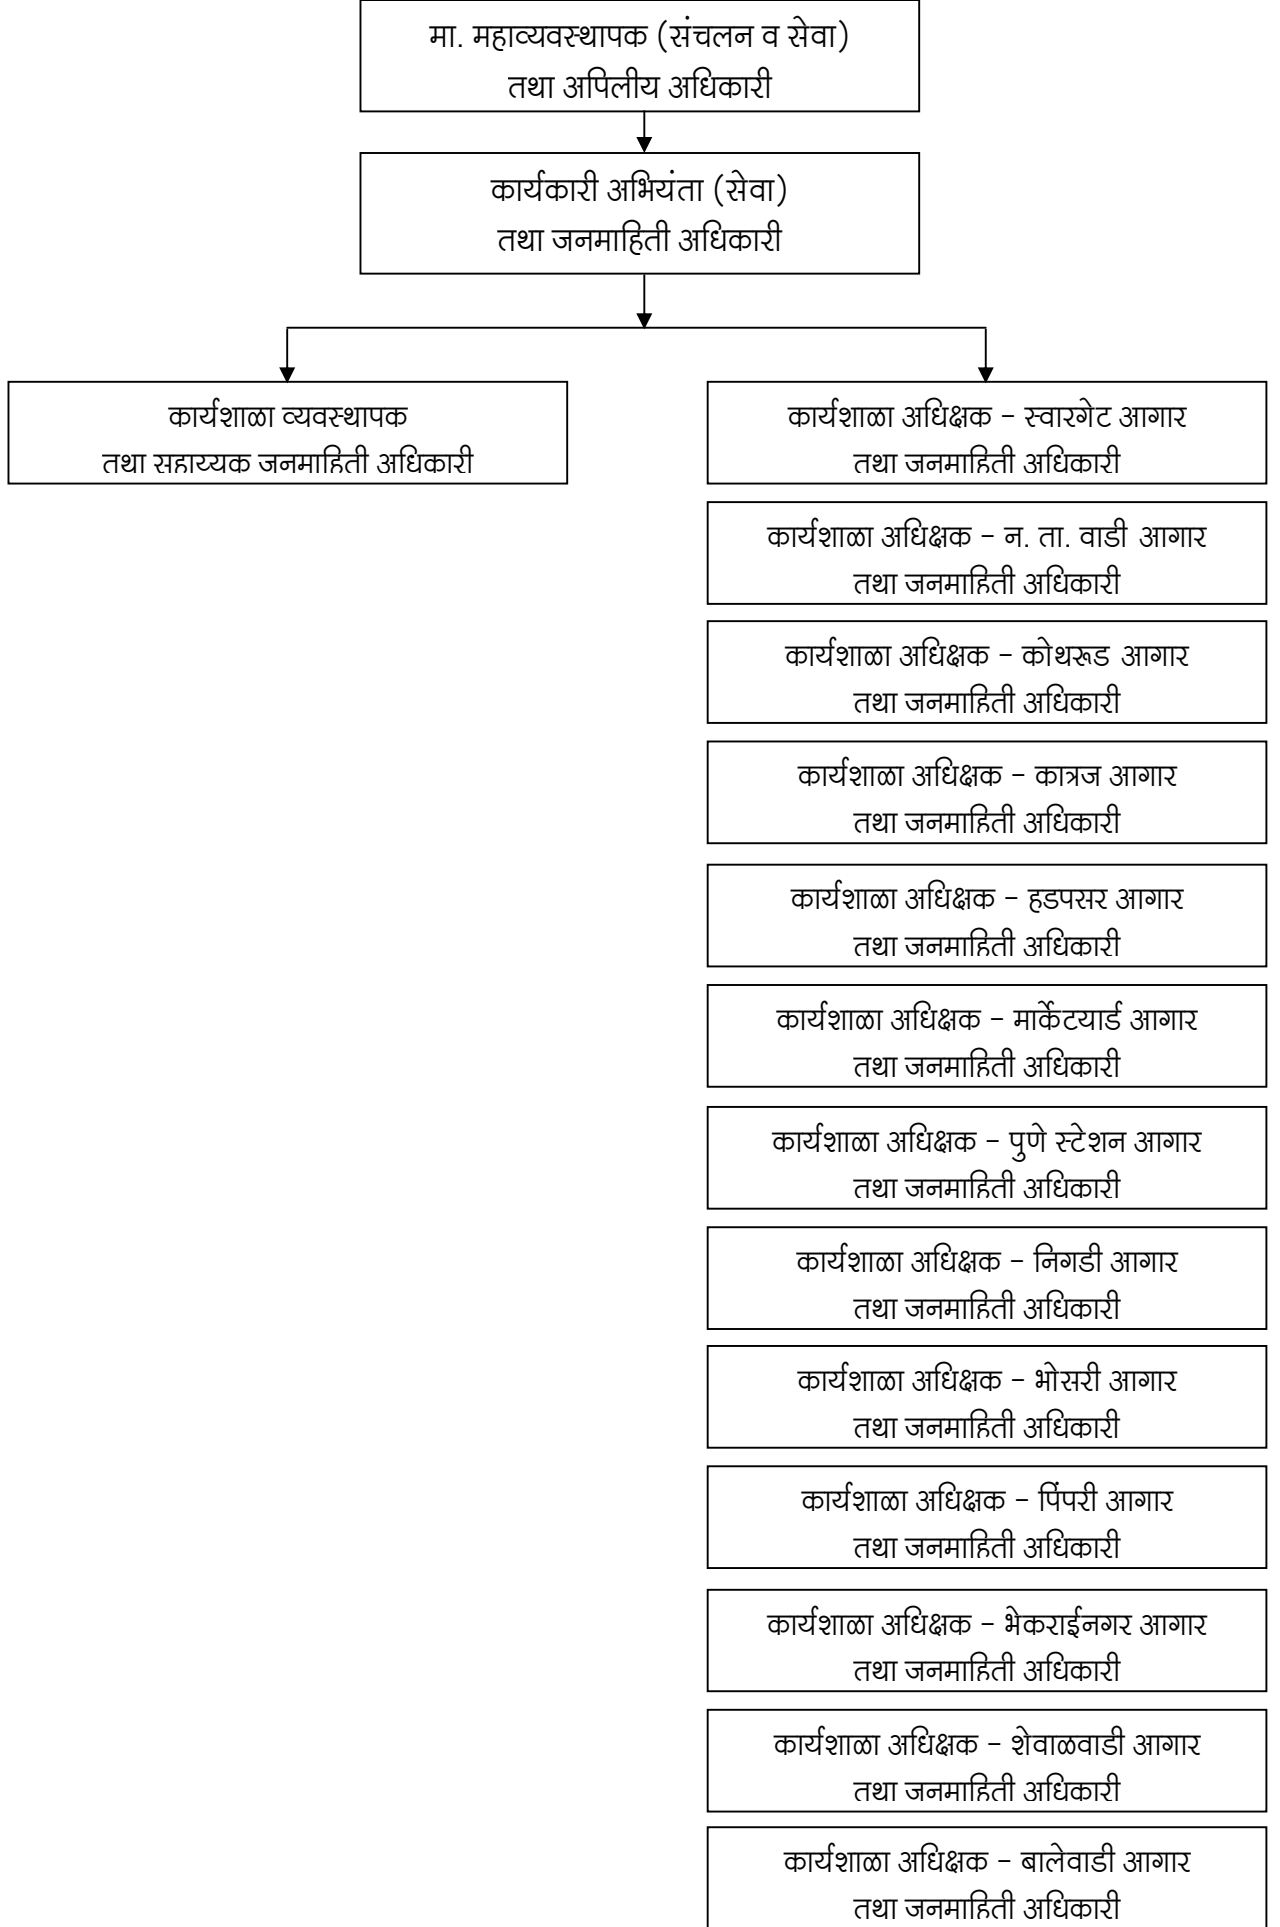 मा. महाव्यवस्थापक (संचलन व सेवा)
तथा अपिलीय अधिकारी
कार्यकारी अभियंता (सेवा)
तथा जनमाहिती अधिकारी
कार्यशाळा व्यवस्थापक
तथा सहाय्यक जनमाहिती अधिकारी
कार्यशाळा अधिक्षक – स्वारगेट आगार
तथा जनमाहिती अधिकारी
कार्यशाळा अधिक्षक – न. ता. वाडी आगार
तथा जनमाहिती अधिकारी
कार्यशाळा अधिक्षक – कोथरूड आगार
तथा जनमाहिती अधिकारी
कार्यशाळा अधिक्षक – कात्रज आगार
तथा जनमाहिती अधिकारी
कार्यशाळा अधिक्षक – हडपसर आगार
तथा जनमाहिती अधिकारी
कार्यशाळा अधिक्षक – मार्केटयार्ड आगार
तथा जनमाहिती अधिकारी
कार्यशाळा अधिक्षक – पुणे स्टेशन आगार
तथा जनमाहिती अधिकारी
कार्यशाळा अधिक्षक – निगडी आगार
तथा जनमाहिती अधिकारी
कार्यशाळा अधिक्षक – भोसरी आगार
तथा जनमाहिती अधिकारी
कार्यशाळा अधिक्षक – पिंपरी आगार
तथा जनमाहिती अधिकारी
कार्यशाळा अधिक्षक – भेकराईनगर आगार
तथा जनमाहिती अधिकारी
कार्यशाळा अधिक्षक – शेवाळवाडी आगार
तथा जनमाहिती अधिकारी
कार्यशाळा अधिक्षक – बालेवाडी आगार
तथा जनमाहिती अधिकारी